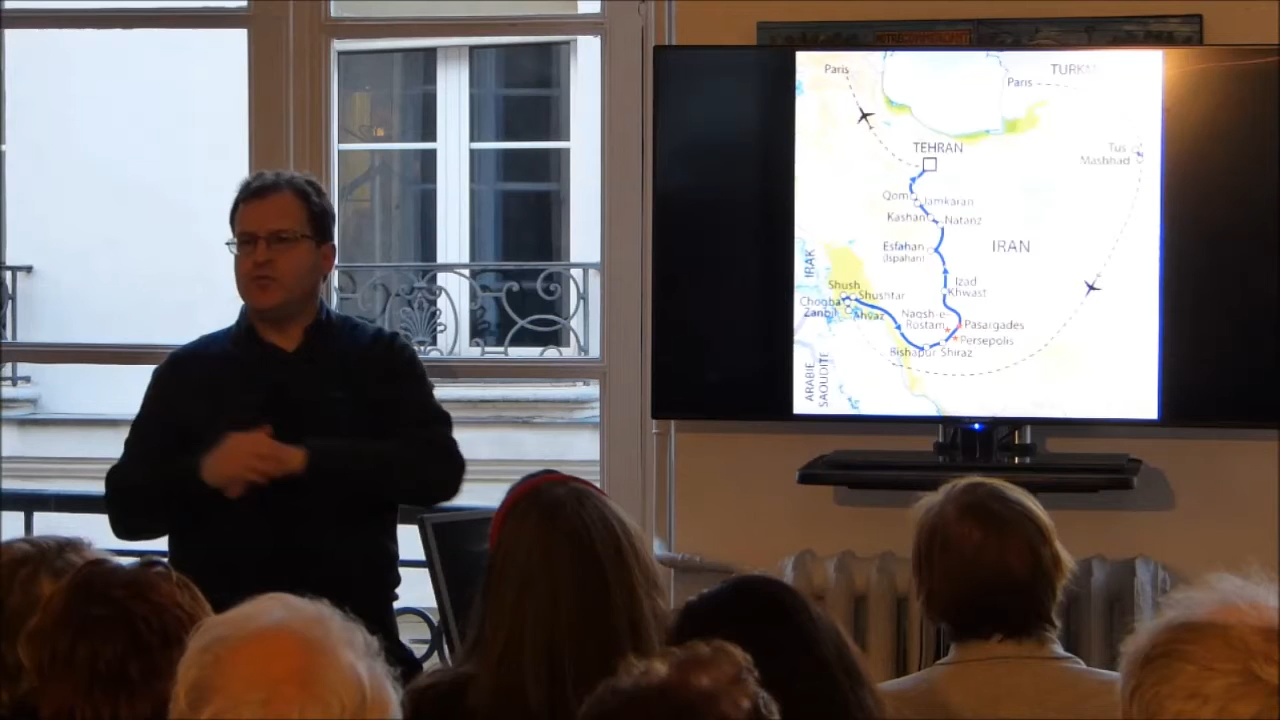 Paris
TURKM
Paris
TEHRAN
Tus
Mashhad
Qom
Jamkaran
Kashan
Natanz
Esfahan
(Ispahan)
IRAN
IRAK
Izad
Khwast
Shush
Shushtar
Chogha
Zanbil
Ahvaz
Naqsh-e-
Rostam
Pasargades
Persepolis
Bishapur
Shiraz
ARABIE
SAOUDITE